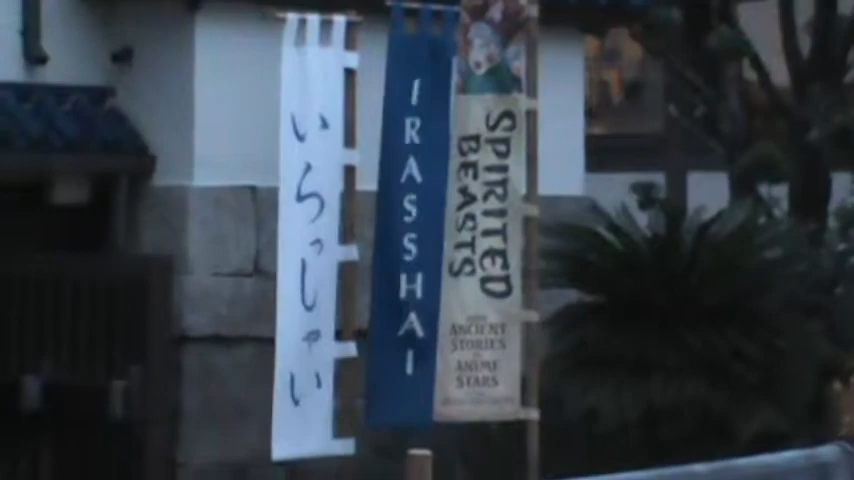 いらっしゃい
IRASSHAI
SPIRITED
BEASTS
ANCIENT
STORIES
ANIME
STARS